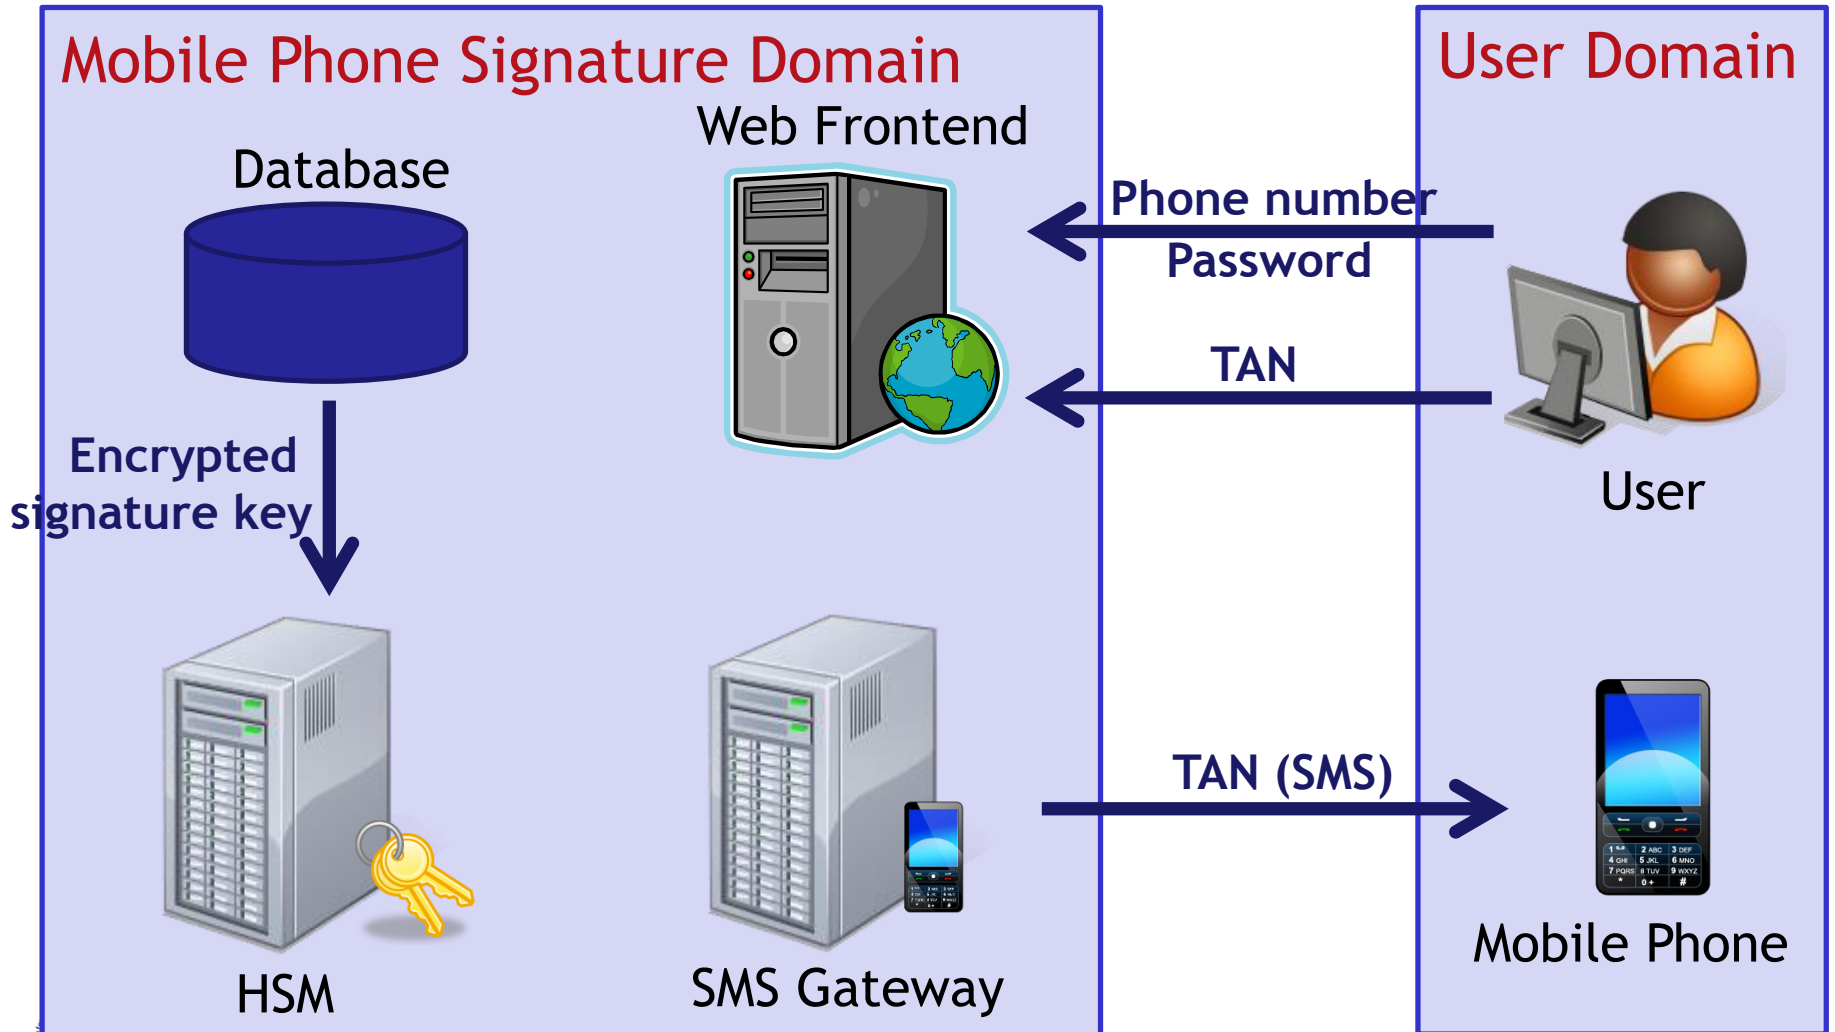 Mobile Phone Signature Domain
User Domain
Web Frontend
Database
Phone number
Password
TAN
Encrypted
signature key
User
TAN (SMS)
Mobile Phone
HSM
SMS Gateway